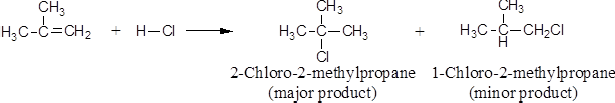 CH3
H3C-C=CH2 + H-Cl
CH3
H3C-C-CH3
Cl
+
CH3
H3C-C-CH2Cl
H
2-Chloro-2-methylpropane
(major product)
1-Chloro-2-methylpropane
(minor product)